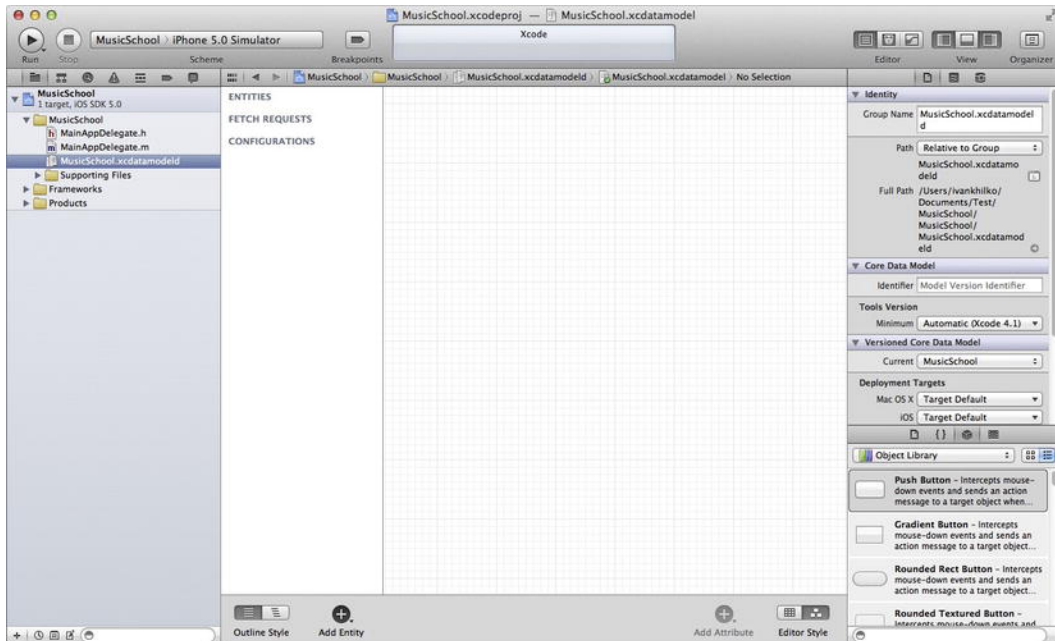 MusicSchool.xcodeproj — MusicSchool.xcdatamodel
MusicSchool iPhone 5.0 Simulator
Xcode
Run Stop Scheme Breakpoints Editor View Organizer
MusicSchool MusicSchool MusicSchool.xcdatamodeld MusicSchool.xcdatamodel No Selection
MusicSchool
1 target, iOS SDK 5.0
MusicSchool
MainAppDelegate.h
MainAppDelegate.m
MusicSchool.xcdatamodeld
Supporting Files
Frameworks
Products
ENTITIES
FETCH REQUESTS
CONFIGURATIONS
Outline Style Add Entity Add Attribute Editor Style
Identity
Group Name MusicSchool.xcdatamodel
d
Path Relative to Group
MusicSchool.xcdatamo
deld
Full Path /Users/ivankhilko/
Documents/Test/
MusicSchool/
MusicSchool/
MusicSchool.xcdatamod
eld
Core Data Model
Identifier Model Version Identifier
Tools Version
Minimum Automatic (Xcode 4.1)
Versioned Core Data Model
Current MusicSchool
Deployment Targets
Mac OS X Target Default
iOS Target Default
{}
Object Library
Push Button - Intercepts mouse-
down events and sends an action
message to a target object when...
Gradient Button - Intercepts
mouse-down events and sends an
action message to a target object...
Rounded Rect Button - Intercepts
mouse-down events and sends an
action message to a target object...
Rounded Textured Button -
Intercepts mouse-down events and